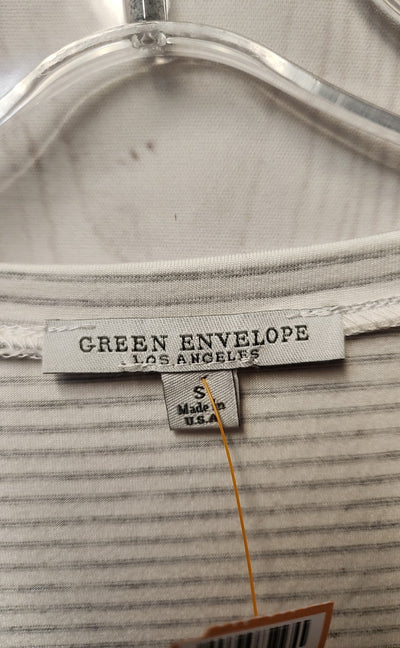 GREEN ENVELOPE
LOS ANGELES
S
Made in
U.S.A